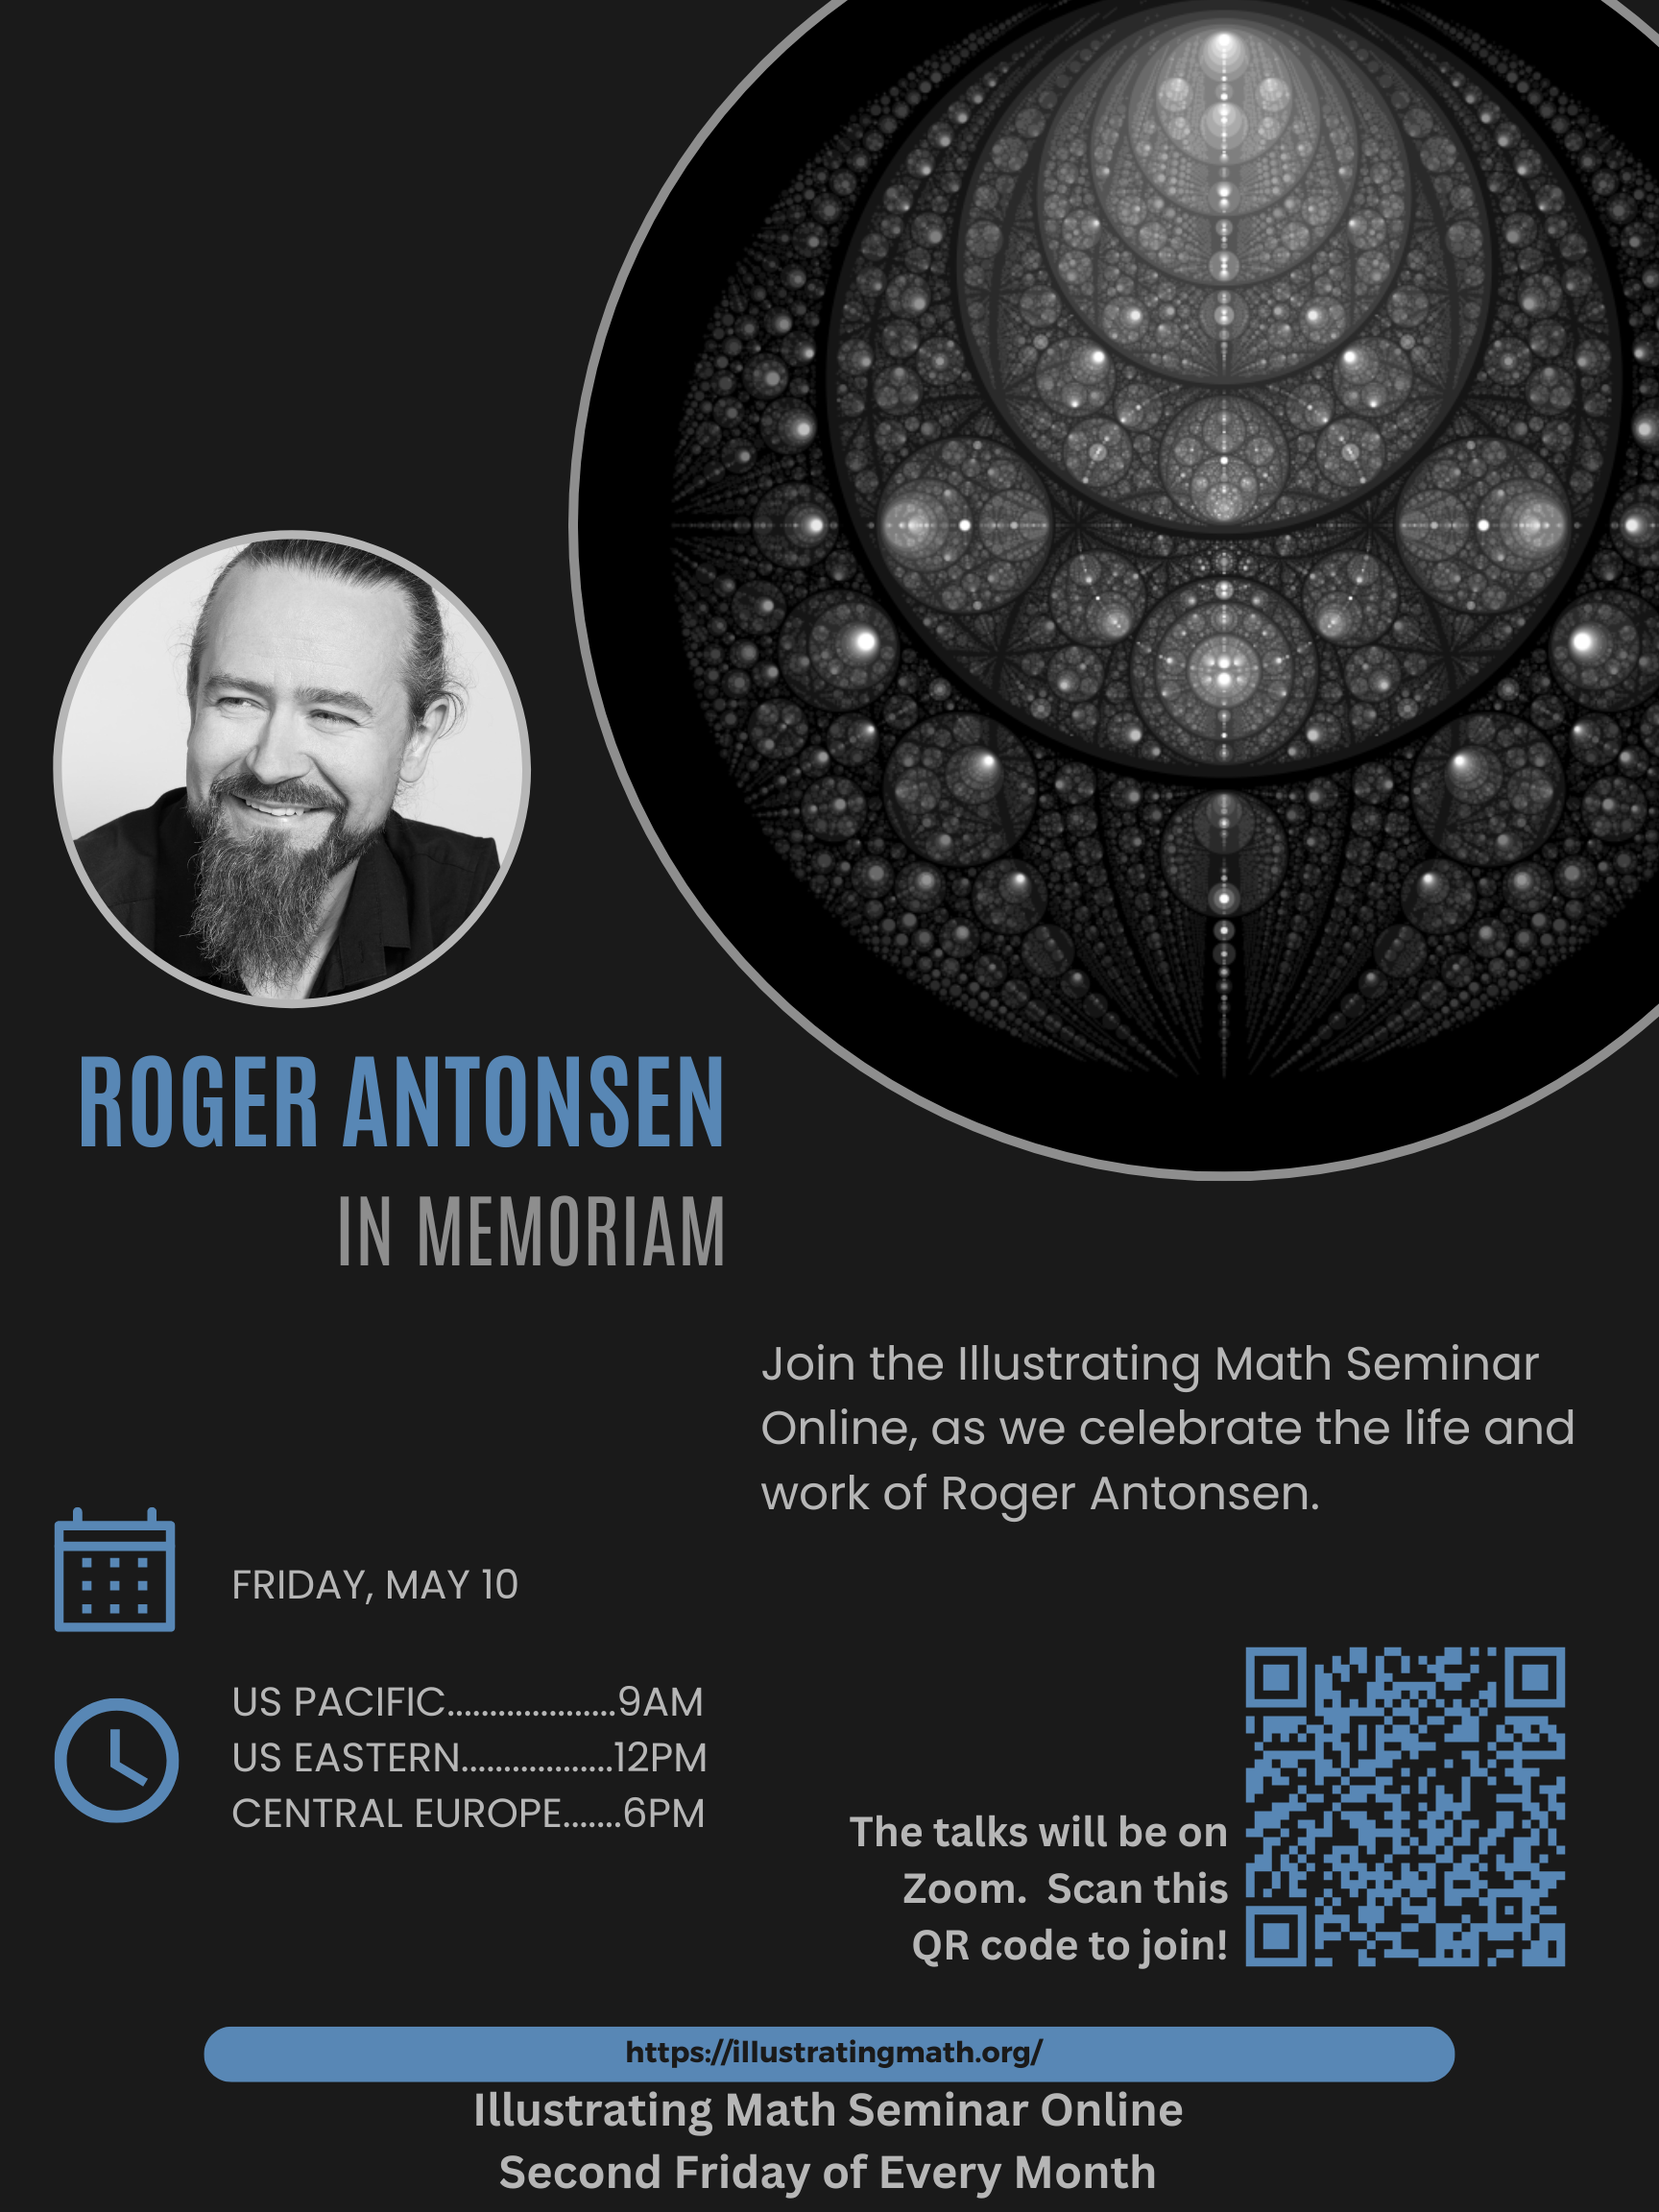 ROGER ANTONSEN
IN MEMORIAM
Join the Illustrating Math Seminar
Online, as we celebrate the life and
work of Roger Antonsen.
FRIDAY, MAY 10
US PACIFIC....................9AM
US EASTERN..................12PM
CENTRAL EUROPE.......6PM
The talks will be on
Zoom.  Scan this
QR code to join!
https://illustratingmath.org/
Illustrating Math Seminar Online
Second Friday of Every Month